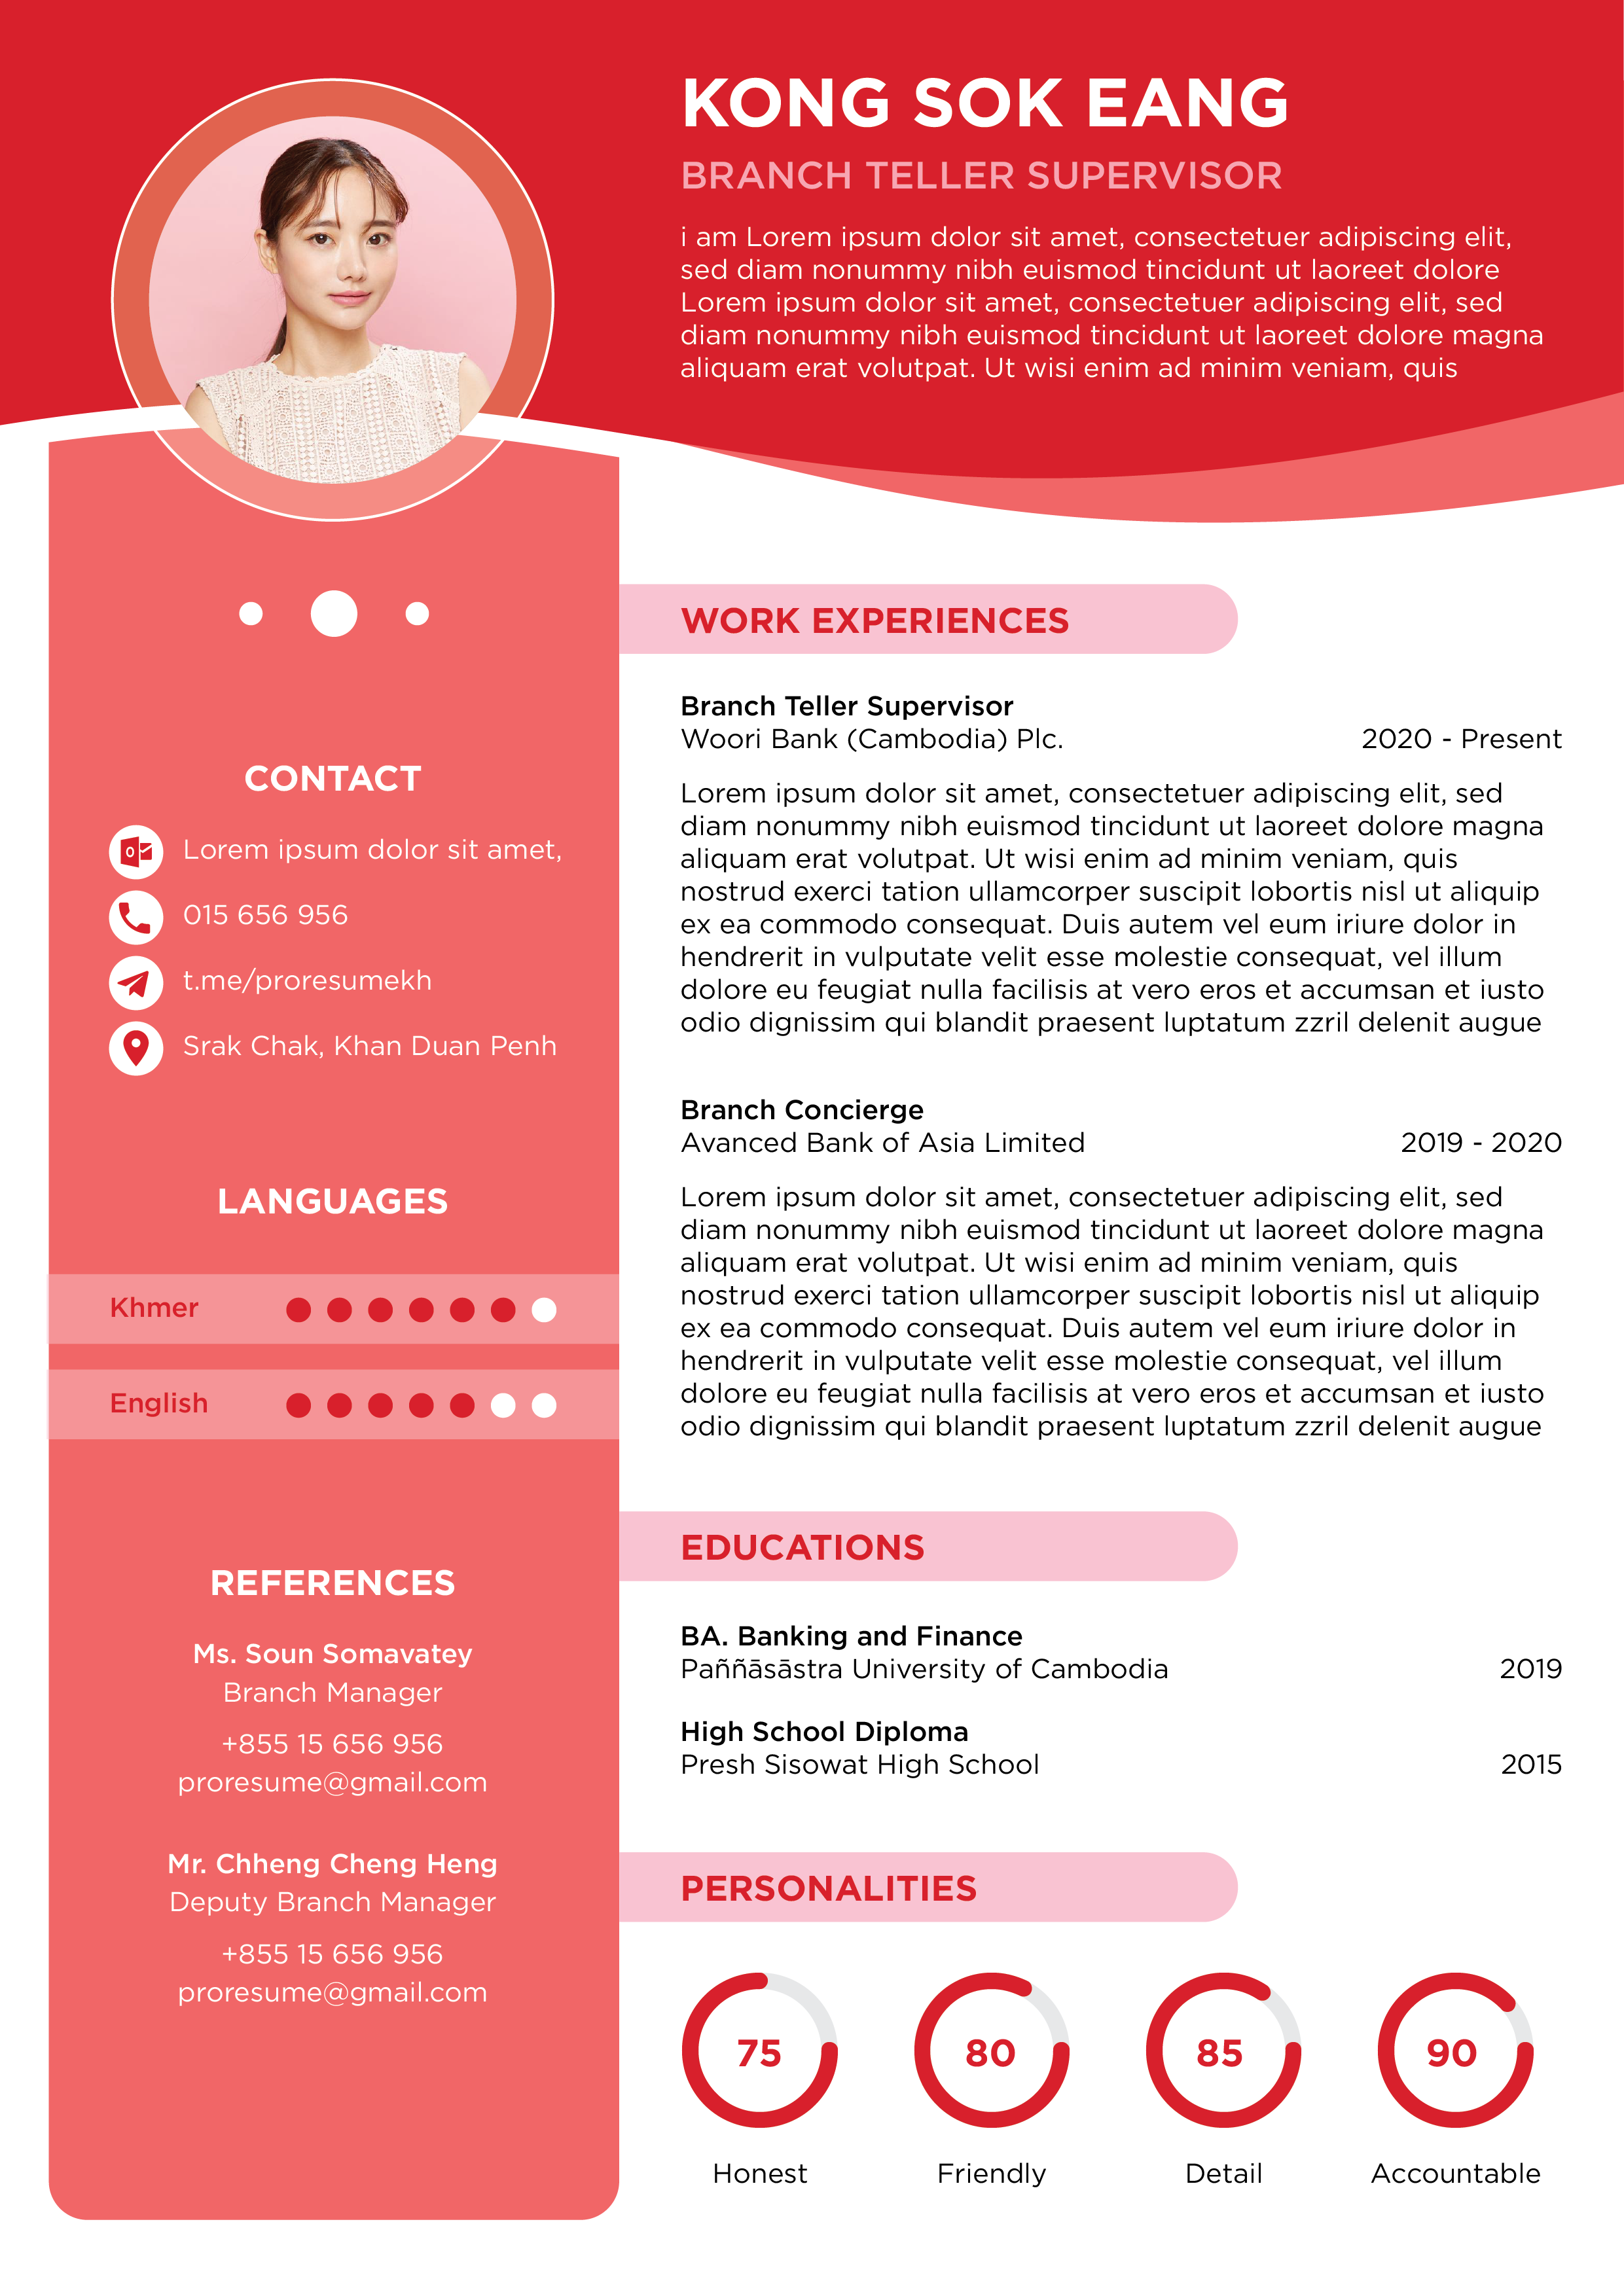 KONG SOK EANG
BRANCH TELLER SUPERVISOR
i am Lorem ipsum dolor sit amet, consectetuer adipiscing elit,
sed diam nonummy nibh euismod tincidunt ut laoreet dolore
Lorem ipsum dolor sit amet, consectetuer adipiscing elit, sed
diam nonummy nibh euismod tincidunt ut laoreet dolore magna
aliquam erat volutpat. Ut wisi enim ad minim veniam, quis
CONTACT
Lorem ipsum dolor sit amet,
015 656 956
t.me/proresumekh
Srak Chak, Khan Duan Penh
LANGUAGES
Khmer
English
REFERENCES
Ms. Soun Somavatey
Branch Manager
+855 15 656 956
proresume@gmail.com
Mr. Chheng Cheng Heng
Deputy Branch Manager
+855 15 656 956
proresume@gmail.com
WORK EXPERIENCES
Branch Teller Supervisor
Woori Bank (Cambodia) Plc. 2020 - Present
Lorem ipsum dolor sit amet, consectetuer adipiscing elit, sed
diam nonummy nibh euismod tincidunt ut laoreet dolore magna
aliquam erat volutpat. Ut wisi enim ad minim veniam, quis
nostrud exerci tation ullamcorper suscipit lobortis nisl ut aliquip
ex ea commodo consequat. Duis autem vel eum iriure dolor in
hendrerit in vulputate velit esse molestie consequat, vel illum
dolore eu feugiat nulla facilisis at vero eros et accumsan et iusto
odio dignissim qui blandit praesent luptatum zzril delenit augue
Branch Concierge
Avanced Bank of Asia Limited 2019 - 2020
Lorem ipsum dolor sit amet, consectetuer adipiscing elit, sed
diam nonummy nibh euismod tincidunt ut laoreet dolore magna
aliquam erat volutpat. Ut wisi enim ad minim veniam, quis
nostrud exerci tation ullamcorper suscipit lobortis nisl ut aliquip
ex ea commodo consequat. Duis autem vel eum iriure dolor in
hendrerit in vulputate velit esse molestie consequat, vel illum
dolore eu feugiat nulla facilisis at vero eros et accumsan et iusto
odio dignissim qui blandit praesent luptatum zzril delenit augue
EDUCATIONS
BA. Banking and Finance
Paññāsāstra University of Cambodia 2019
High School Diploma
Presh Sisowat High School 2015
PERSONALITIES
75 80 85 90
Honest Friendly Detail Accountable